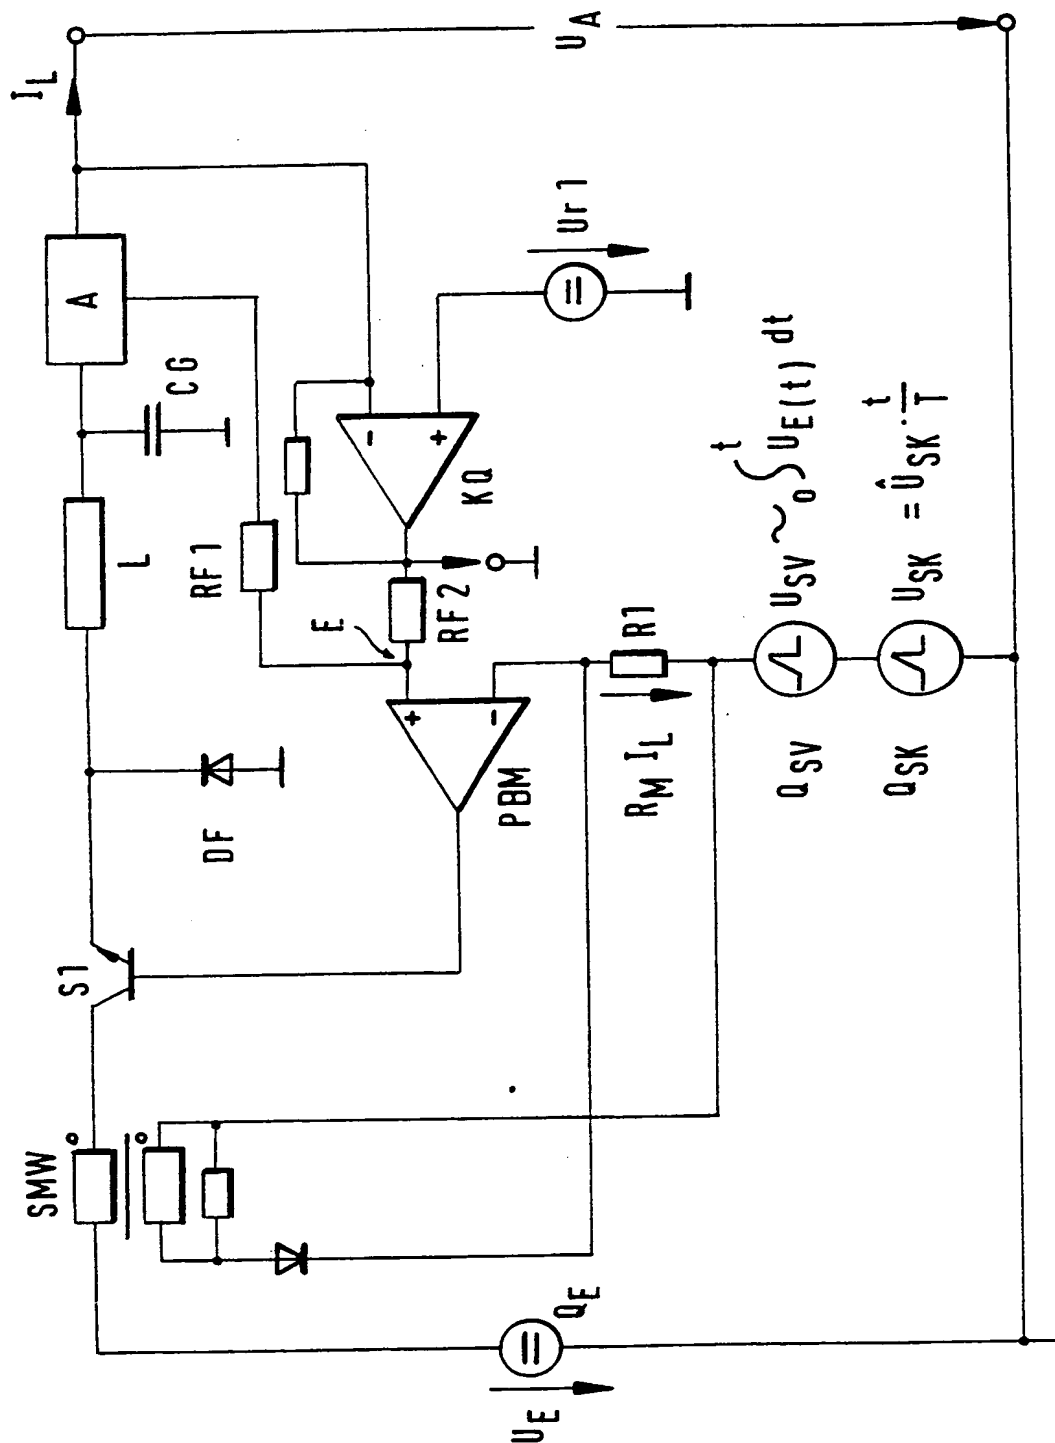 SMW
S1
DF
L
CG
A
I_L
U_A
RF1
E
RF2
KQ
-
+
Ur1
=
PBM
+
-
R_M I_L
R1
Q_SV
U_SV ~ ₀∫ᵗ U_E(t) dt
Q_SK
U_SK = Û_SK · t/T
U_E
=
Q_E